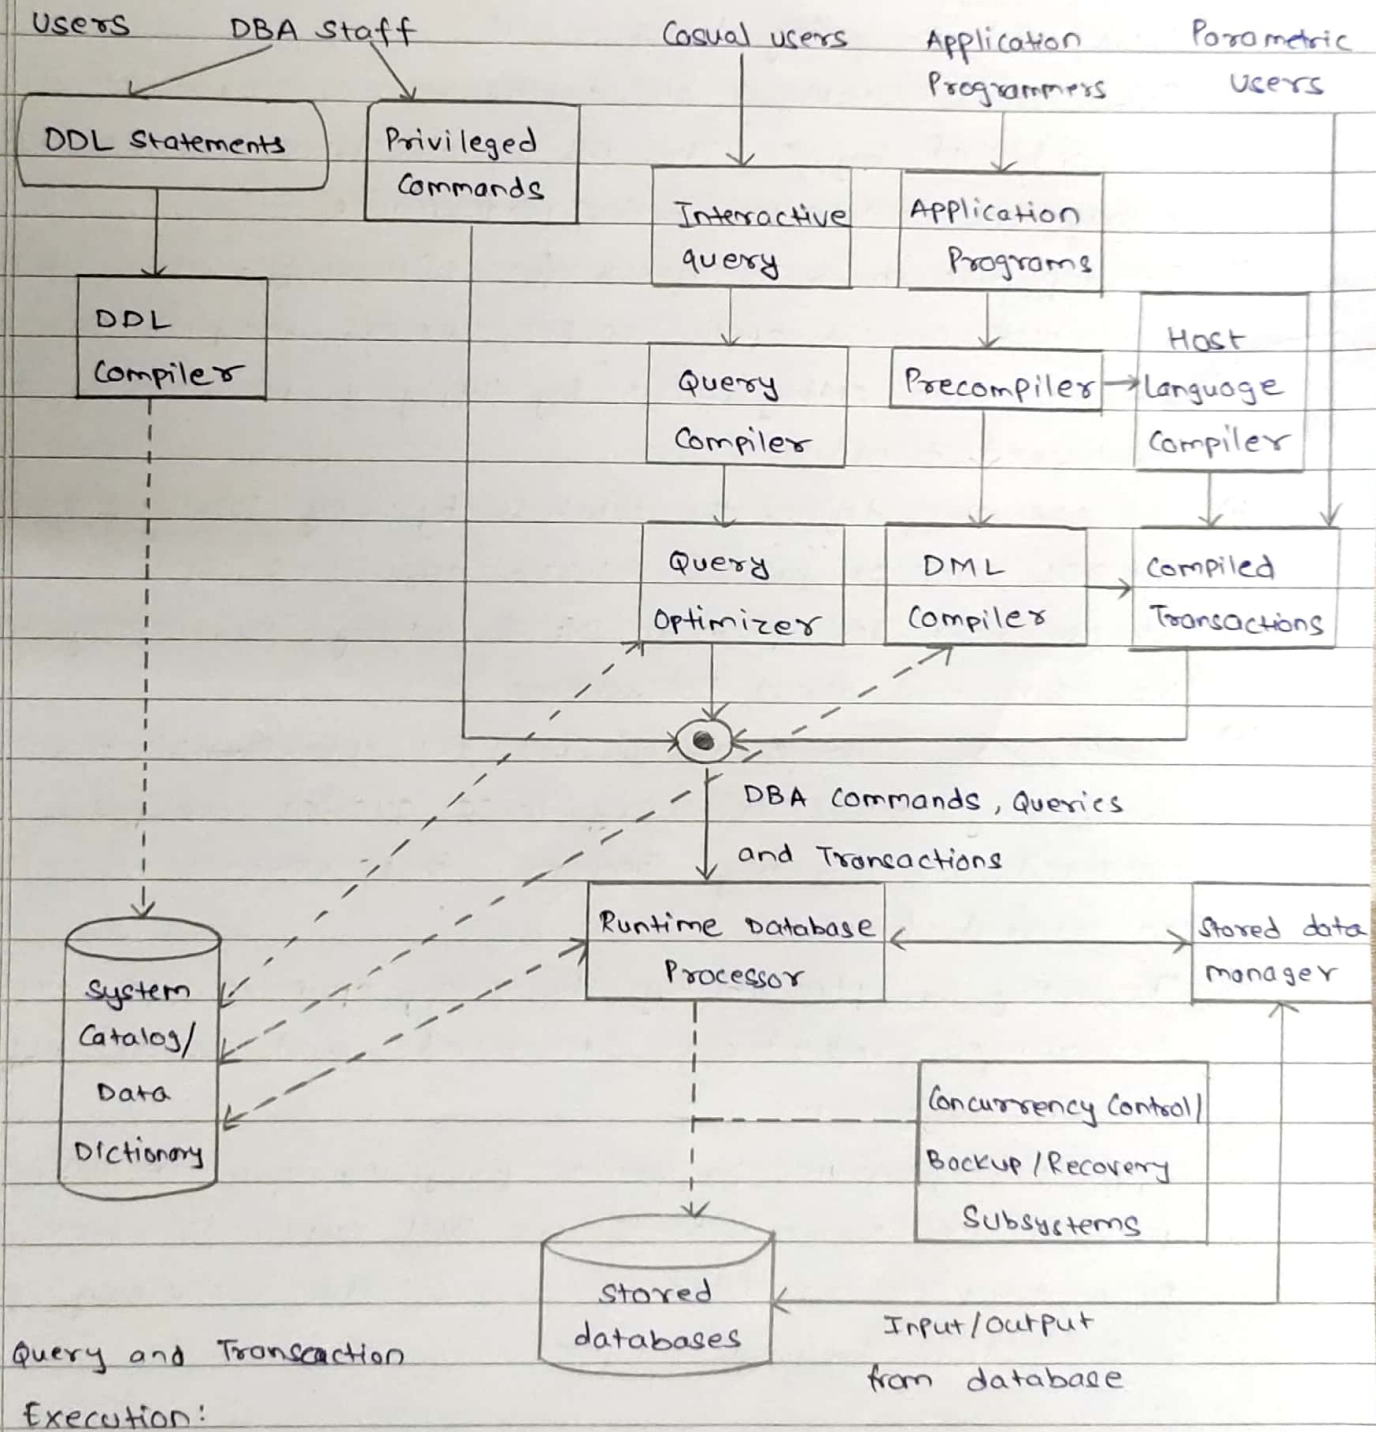 Users
DBA Staff
Casual users
Application
Programmers
Parametric
Users
DDL Statements
Privileged
Commands
Interactive
query
Application
Programs
DDL
Compiler
Query
Compiler
Precompiler
Host
Language
Compiler
Query
Optimizer
DML
Compiler
Compiled
Transactions
DBA Commands, Queries
and Transactions
Runtime Database
Processor
Stored data
manager
System
Catalog/
Data
Dictionary
Concurrency Control/
Backup/Recovery
Subsystems
Stored
databases
Input/Output
from database
Query and Transcaction
Execution: